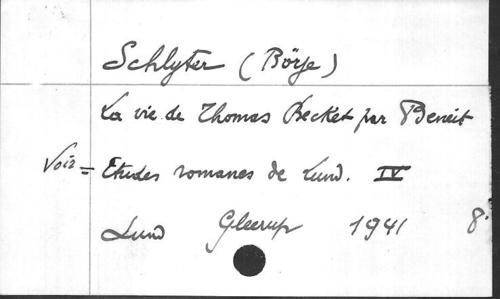 Schlyter (Börje)
La vie de Thomas Becket par Beneit
Voir = Etudes romanes de Lund. IV
Lund Gleerup 1941 8°